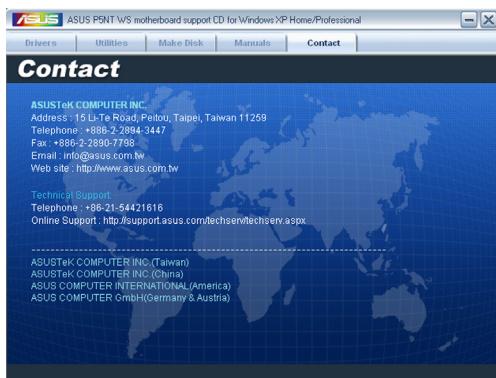 ASUS ASUS P5NT WS motherboard support CD for Windows XP Home/Professional
Drivers Utilities Make Disk Manuals Contact
Contact
ASUSTeK COMPUTER INC.
Address : 15 Li-Te Road, Peitou, Taipei, Taiwan 11259
Telephone : +886-2-2894-3447
Fax : +886-2-2890-7798
Email : info@asus.com.tw
Web site : http://www.asus.com.tw
Technical Support:
Telephone : +86-21-54421616
Online Support : http://support.asus.com/techserv/techserv.aspx
ASUSTeK COMPUTER INC.(Taiwan)
ASUSTeK COMPUTER INC.(China)
ASUS COMPUTER INTERNATIONAL(America)
ASUS COMPUTER GmbH(Germany & Austria)